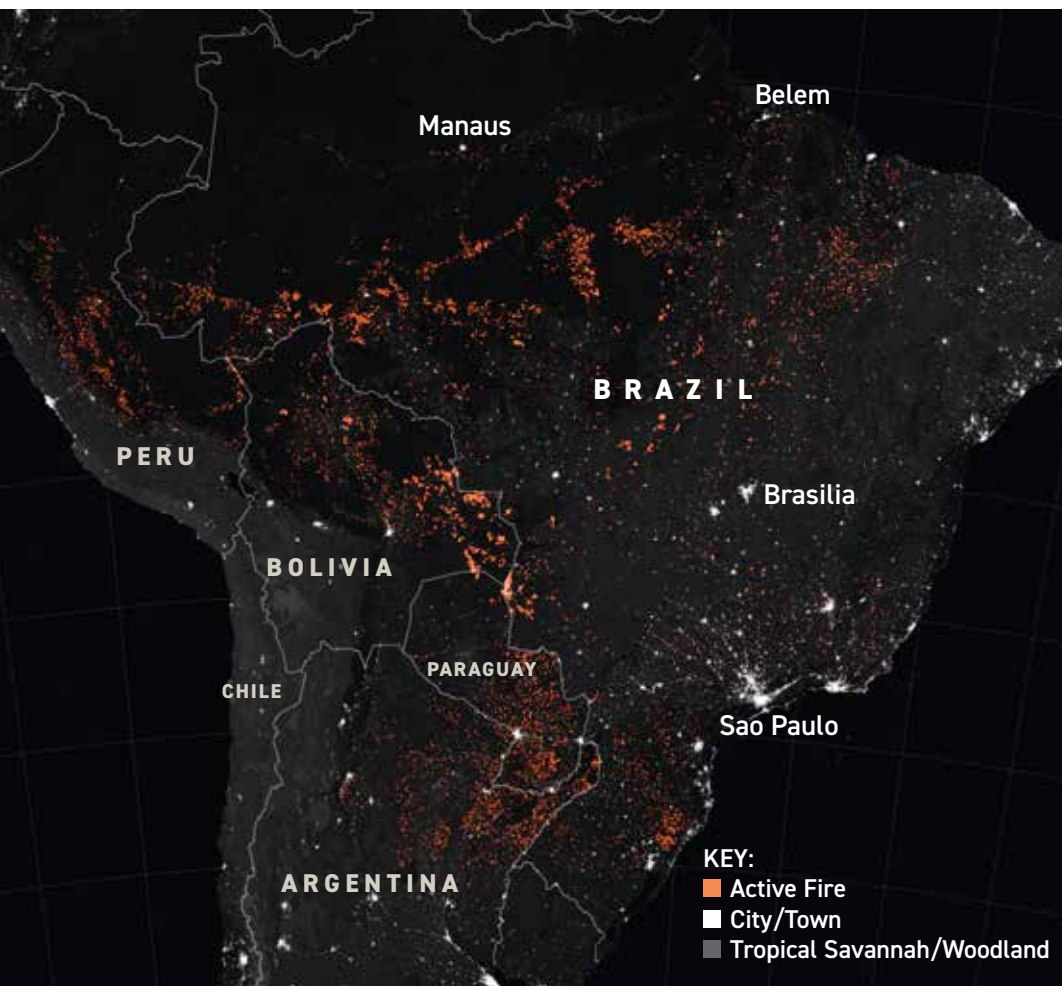 Belem
Manaus
BRAZIL
PERU
Brasilia
BOLIVIA
PARAGUAY
CHILE
Sao Paulo
ARGENTINA
KEY:
Active Fire
City/Town
Tropical Savannah/Woodland